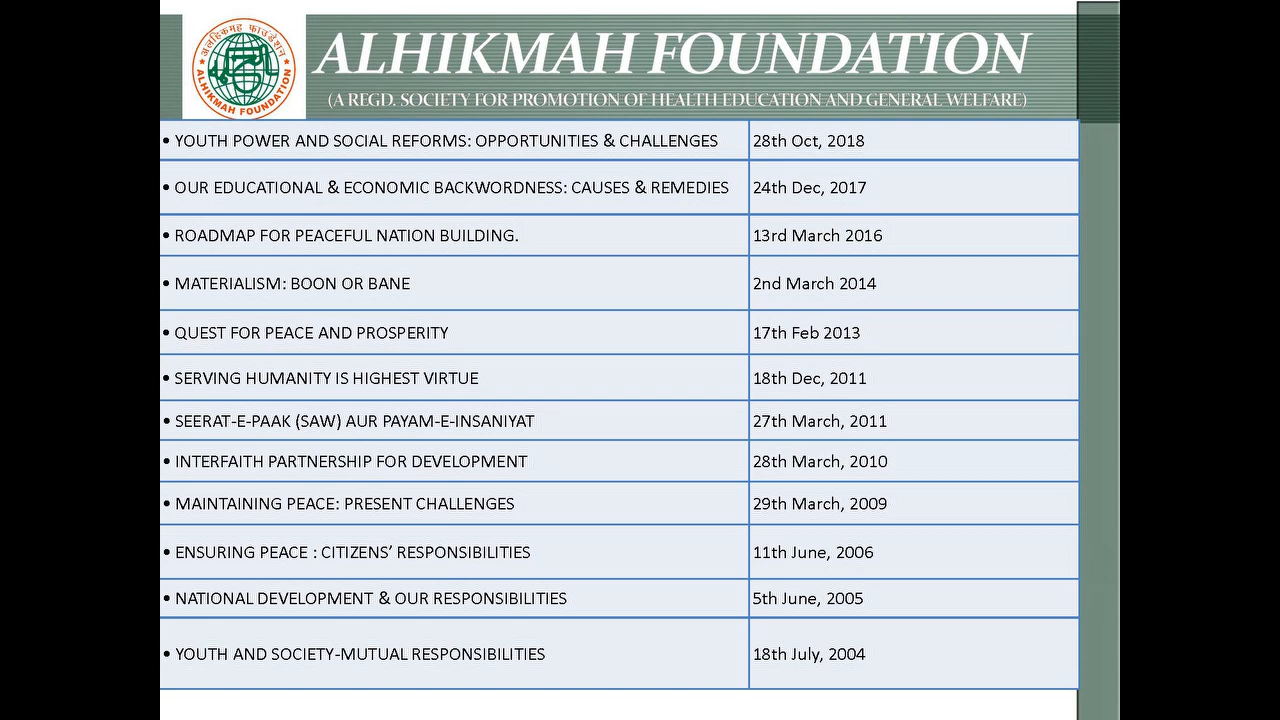 अलहिकमह फाउंडेशन
ALHIKMAH FOUNDATION
ALHIKMAH FOUNDATION
(A REGD. SOCIETY FOR PROMOTION OF HEALTH EDUCATION AND GENERAL WELFARE)
• YOUTH POWER AND SOCIAL REFORMS: OPPORTUNITIES & CHALLENGES 28th Oct, 2018
• OUR EDUCATIONAL & ECONOMIC BACKWORDNESS: CAUSES & REMEDIES 24th Dec, 2017
• ROADMAP FOR PEACEFUL NATION BUILDING. 13rd March 2016
• MATERIALISM: BOON OR BANE 2nd March 2014
• QUEST FOR PEACE AND PROSPERITY 17th Feb 2013
• SERVING HUMANITY IS HIGHEST VIRTUE 18th Dec, 2011
• SEERAT-E-PAAK (SAW) AUR PAYAM-E-INSANIYAT 27th March, 2011
• INTERFAITH PARTNERSHIP FOR DEVELOPMENT 28th March, 2010
• MAINTAINING PEACE: PRESENT CHALLENGES 29th March, 2009
• ENSURING PEACE : CITIZENS’ RESPONSIBILITIES 11th June, 2006
• NATIONAL DEVELOPMENT & OUR RESPONSIBILITIES 5th June, 2005
• YOUTH AND SOCIETY-MUTUAL RESPONSIBILITIES 18th July, 2004